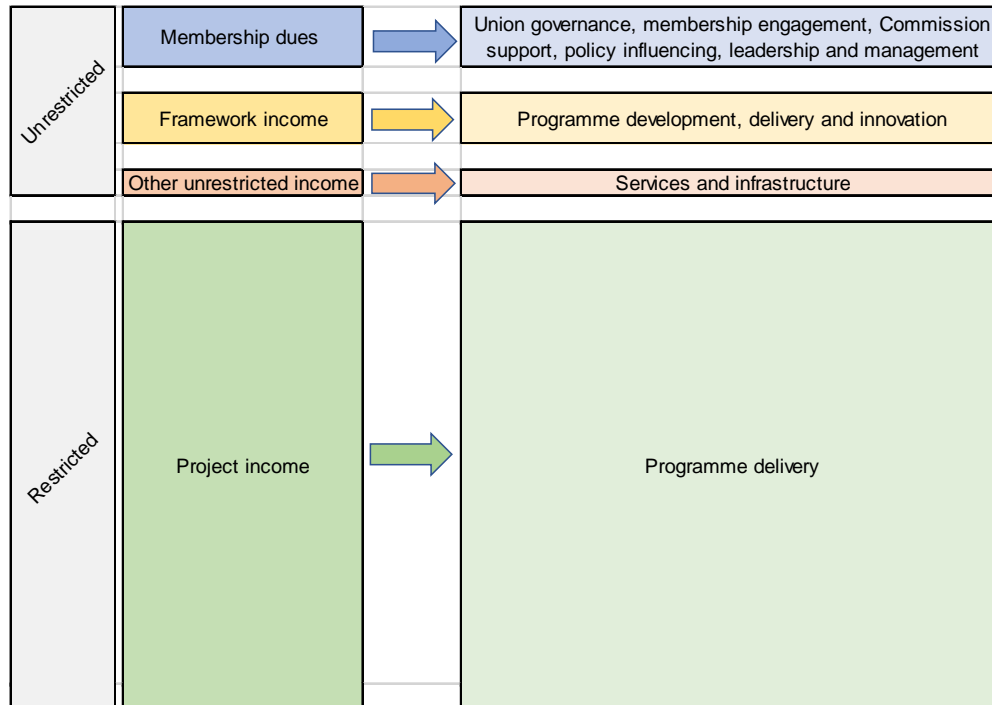 Unrestricted
Membership dues
Union governance, membership engagement, Commission
support, policy influencing, leadership and management
Framework income
Programme development, delivery and innovation
Other unrestricted income
Services and infrastructure
Restricted
Project income
Programme delivery